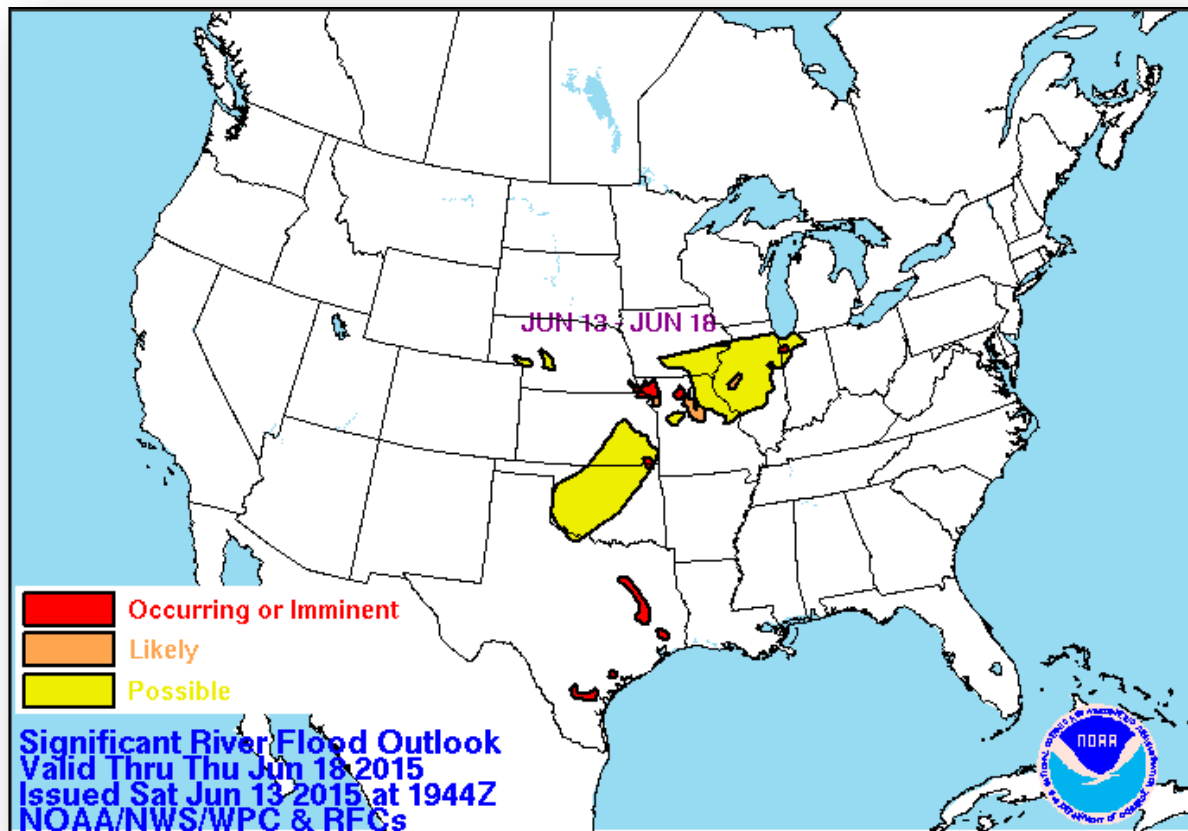 JUN 13 - JUN 18
Occurring or Imminent
Likely
Possible
Significant River Flood Outlook
Valid Thru Thu Jun 18 2015
Issued Sat Jun 13 2015 at 1944Z
NOAA/NWS/WPC & RFCs
NOAA